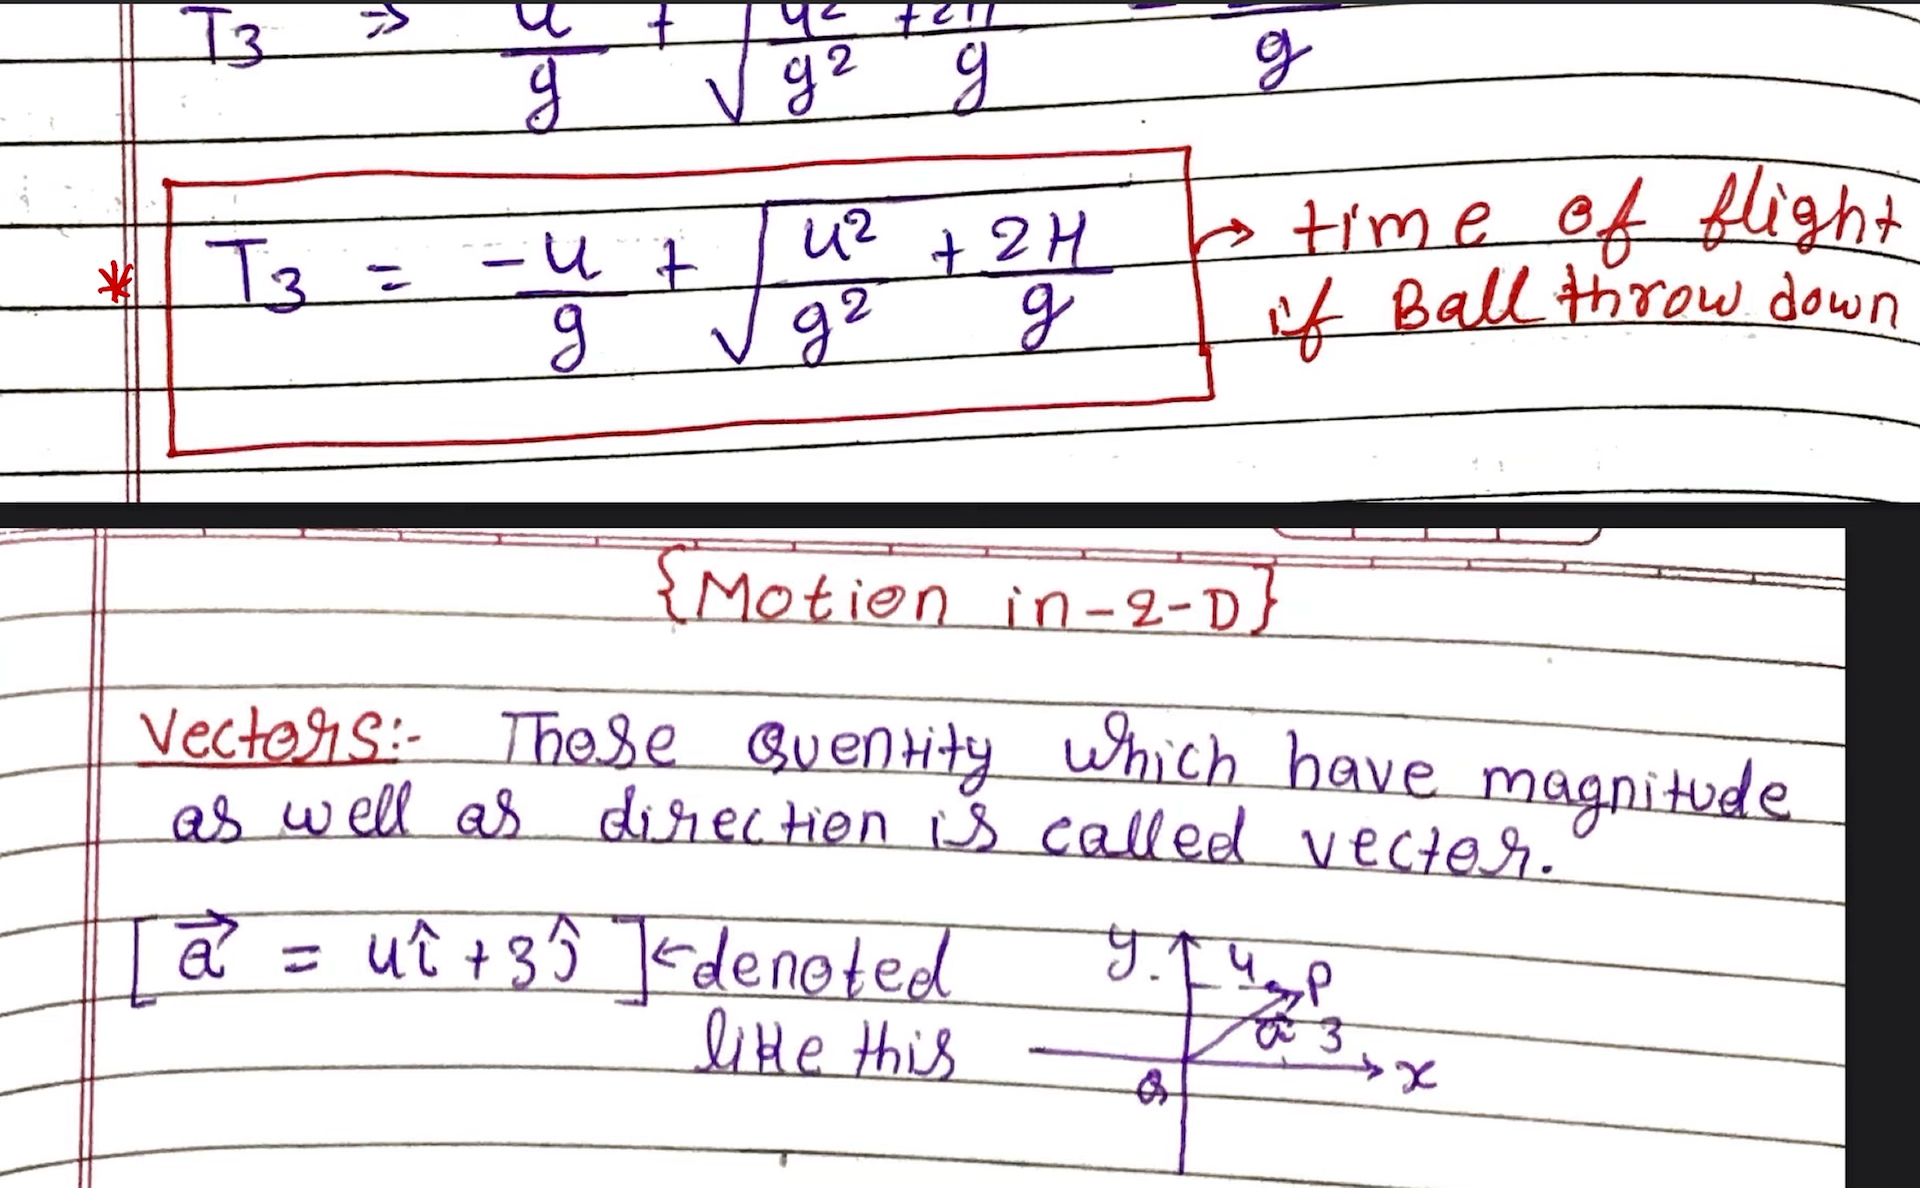 T3 ⇒ u/g + √(u²/g² + 2H/g) - /g
* T3 = -u/g + √(u²/g² + 2H/g) → time of flight
if Ball throw down
{Motion in-2-D}
Vectors:- Those Quentity which have magnitude
as well as direction is called vector.
[a⃗ = 4î + 3ĵ] ← denoted
like this
y 4 P
a⃗ 3
O x